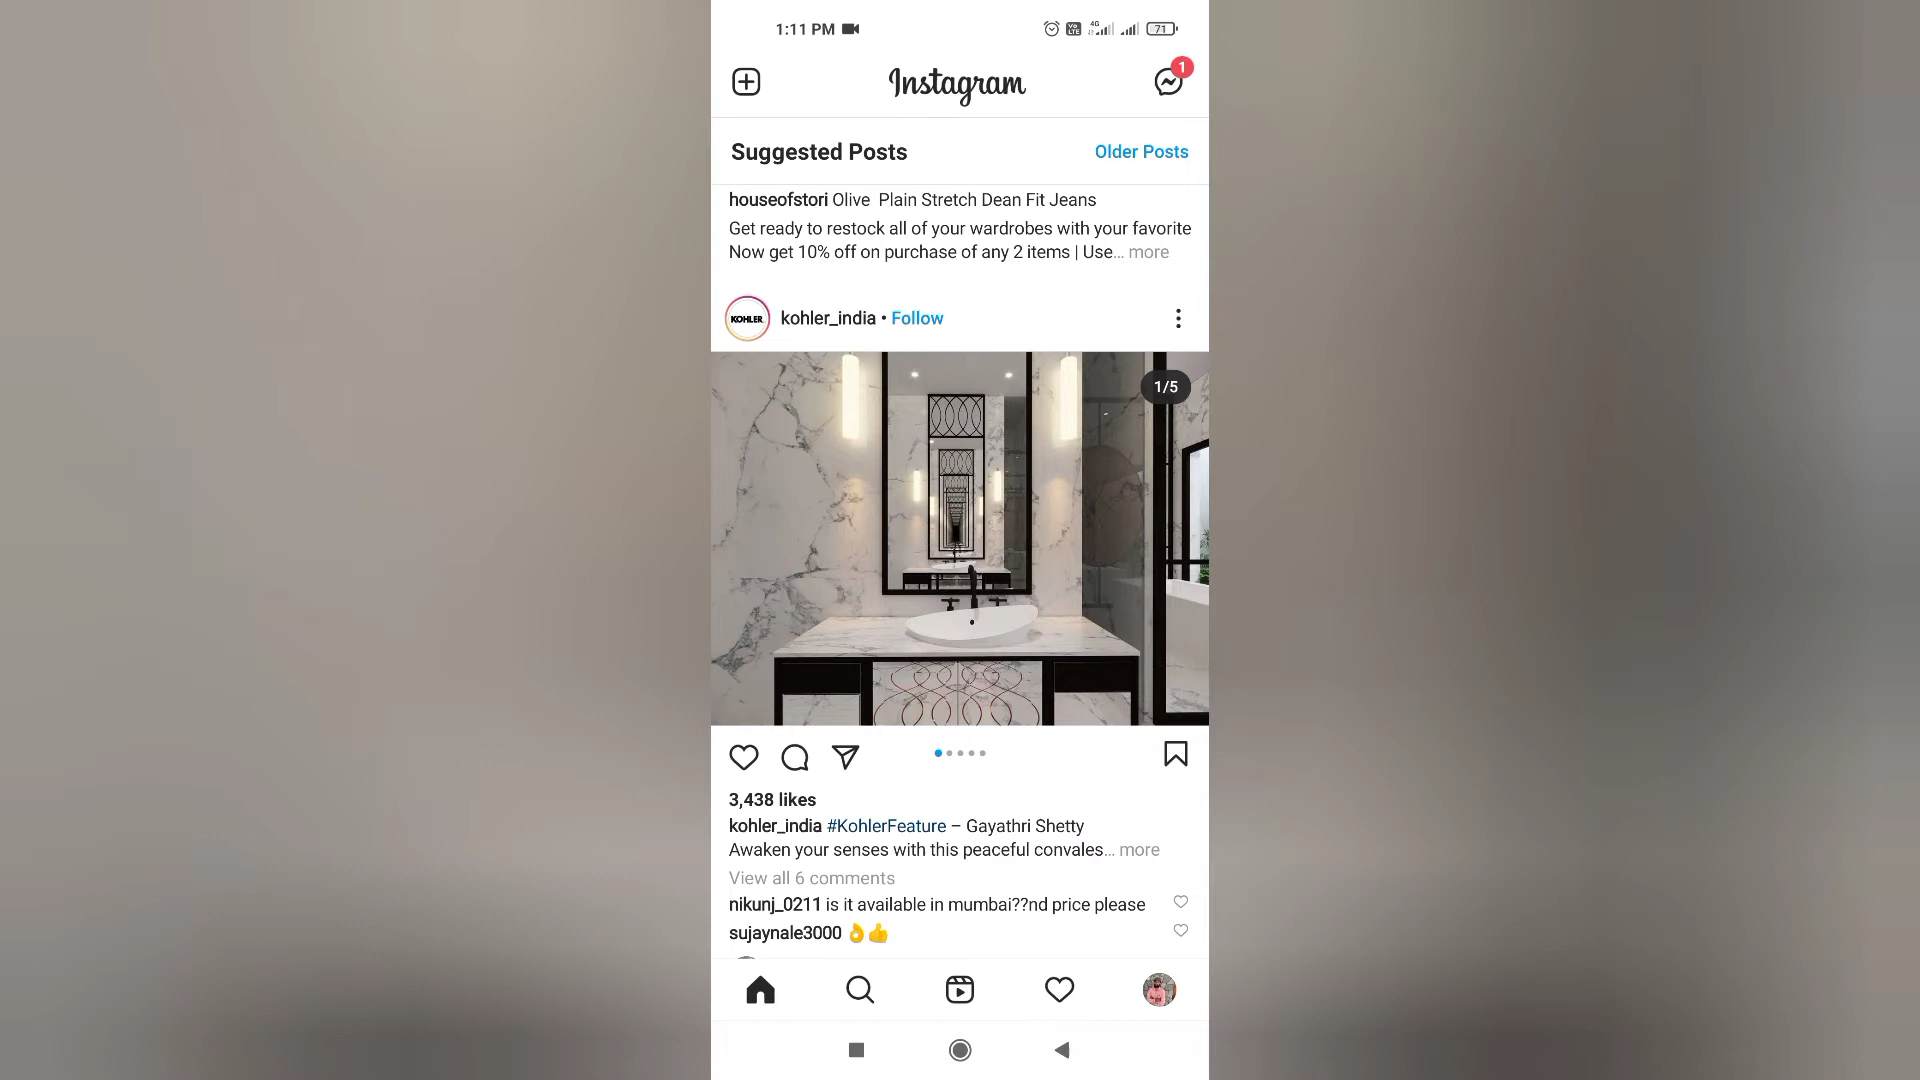 1:11 PM
Vo LTE 4G 71
Instagram
1
Suggested Posts
Older Posts
houseofstori Olive Plain Stretch Dean Fit Jeans
Get ready to restock all of your wardrobes with your favorite
Now get 10% off on purchase of any 2 items | Use... more
KOHLER
kohler_india • Follow
1/5
3,438 likes
kohler_india #KohlerFeature – Gayathri Shetty
Awaken your senses with this peaceful convales... more
View all 6 comments
nikunj_0211 is it available in mumbai??nd price please
sujaynale3000 👌👍